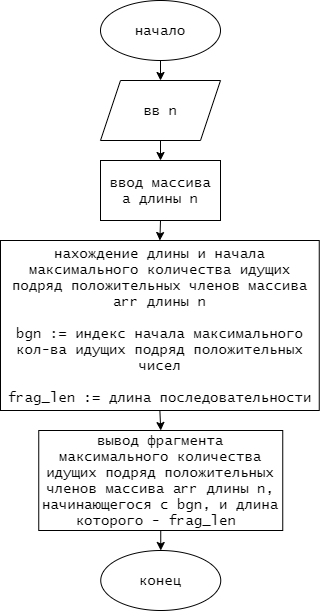 начало
вв n
ввод массива
а длины n
нахождение длины и начала
максимального количества идущих
подряд положительных членов массива
arr длины n
bgn := индекс начала максимального
кол-ва идущих подряд положительных
чисел
frag_len := длина последовательности
вывод фрагмента
максимального количества
идущих подряд положительных
членов массива arr длины n,
начинающегося с bgn, и длина
которого - frag_len
конец